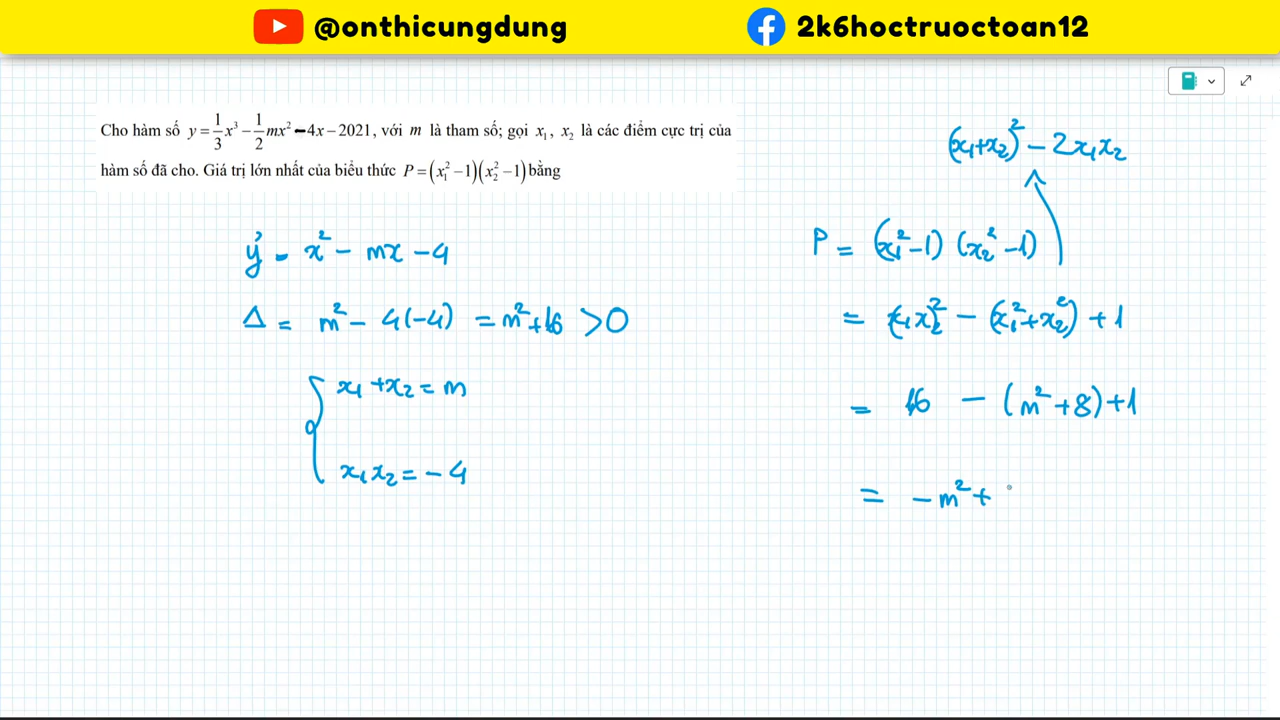 @onthicungdung 2k6hoctruoctoan12
Cho hàm số y = 1/3 x³ − 1/2 mx² − 4x − 2021, với m là tham số; gọi x₁, x₂ là các điểm cực trị của
hàm số đã cho. Giá trị lớn nhất của biểu thức P = (x₁² − 1)(x₂² − 1) bằng
y' = x² − mx − 4
Δ = m² − 4(−4) = m² + 16 > 0
x₁ + x₂ = m
x₁x₂ = −4
(x₁+x₂)² − 2x₁x₂
P = (x₁² − 1)(x₂² − 1)
= (x₁x₂)² − (x₁² + x₂²) + 1
= 16 − (m² + 8) + 1
= −m² +